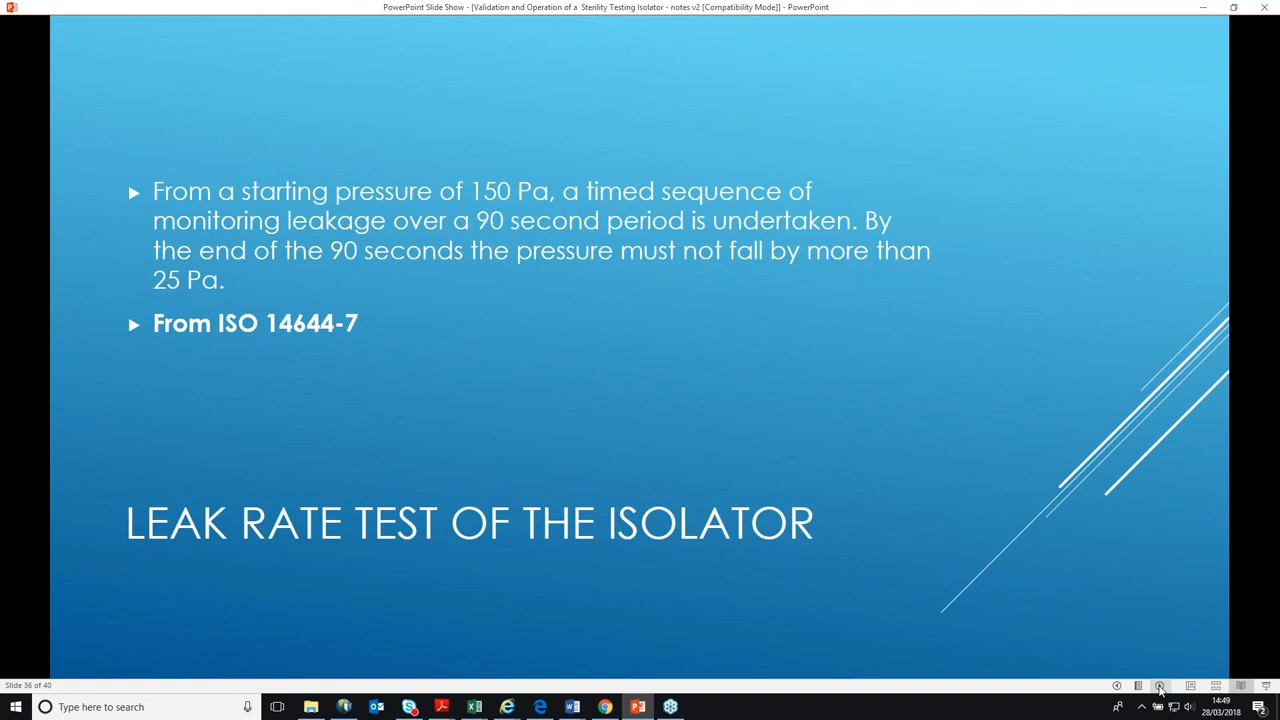 PowerPoint Slide Show - [Validation and Operation of a Sterility Testing Isolator - notes v2 [Compatibility Mode]] - PowerPoint
From a starting pressure of 150 Pa, a timed sequence of
monitoring leakage over a 90 second period is undertaken. By
the end of the 90 seconds the pressure must not fall by more than
25 Pa.
From ISO 14644-7
LEAK RATE TEST OF THE ISOLATOR
Slide 36 of 40
Type here to search
14:49
28/03/2018
2